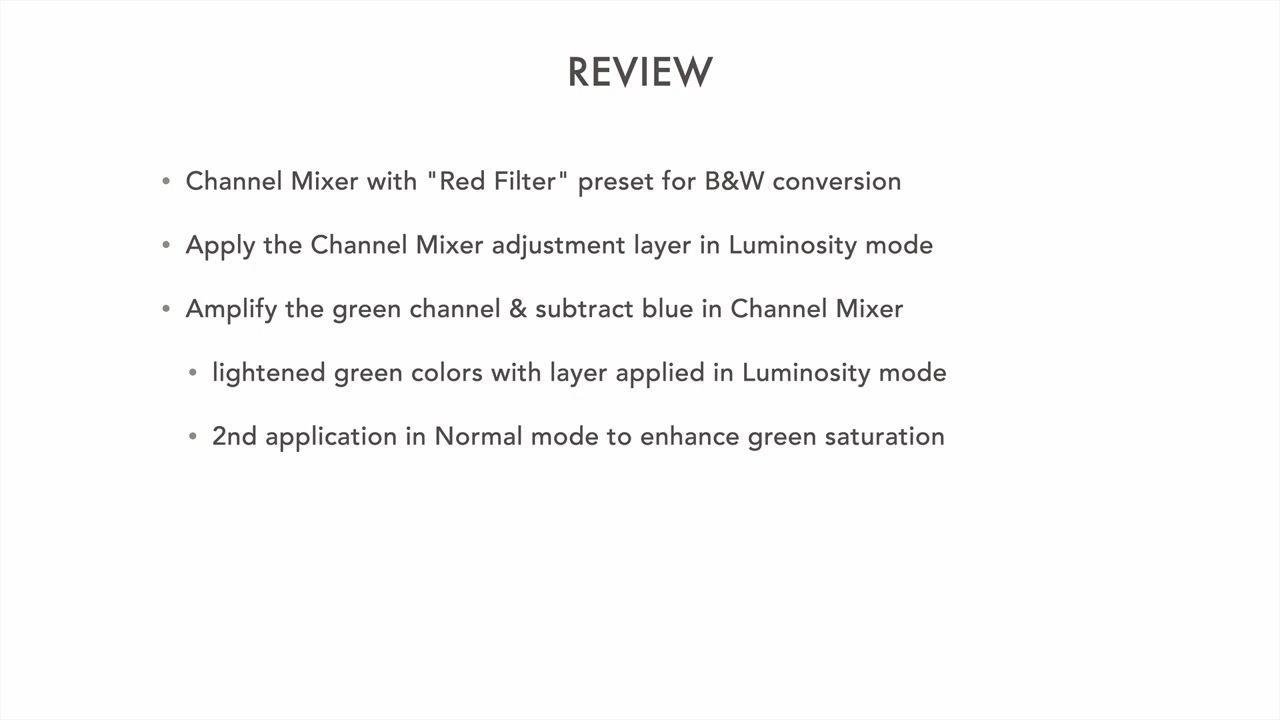 REVIEW
• Channel Mixer with "Red Filter" preset for B&W conversion
• Apply the Channel Mixer adjustment layer in Luminosity mode
• Amplify the green channel & subtract blue in Channel Mixer
• lightened green colors with layer applied in Luminosity mode
• 2nd application in Normal mode to enhance green saturation